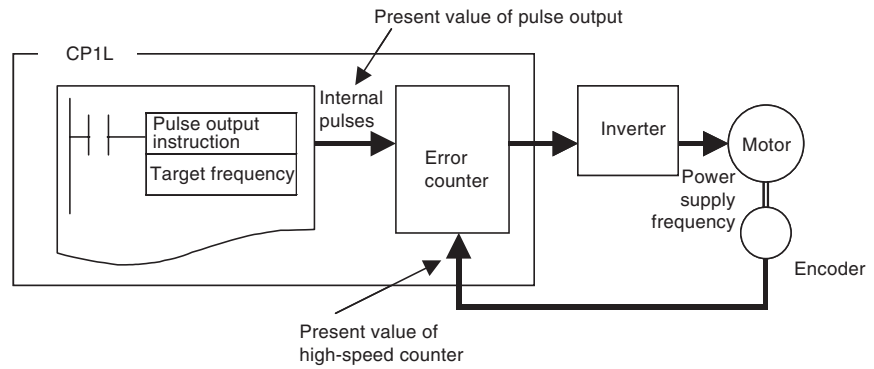 Present value of pulse output
CP1L
Internal
pulses
Pulse output
instruction
Target frequency
Error
counter
Inverter
Motor
Power
supply
frequency
Encoder
Present value of
high-speed counter